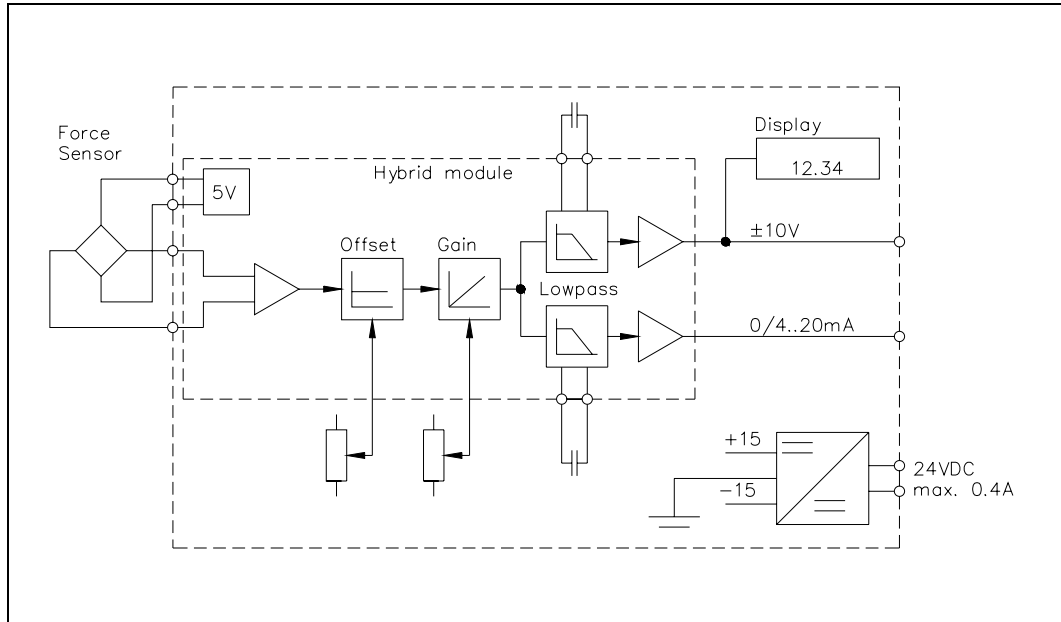 Force
Sensor
Display
12.34
Hybrid module
5V
Offset
Gain
±10V
Lowpass
0/4..20mA
+15
-15
24VDC
max. 0.4A